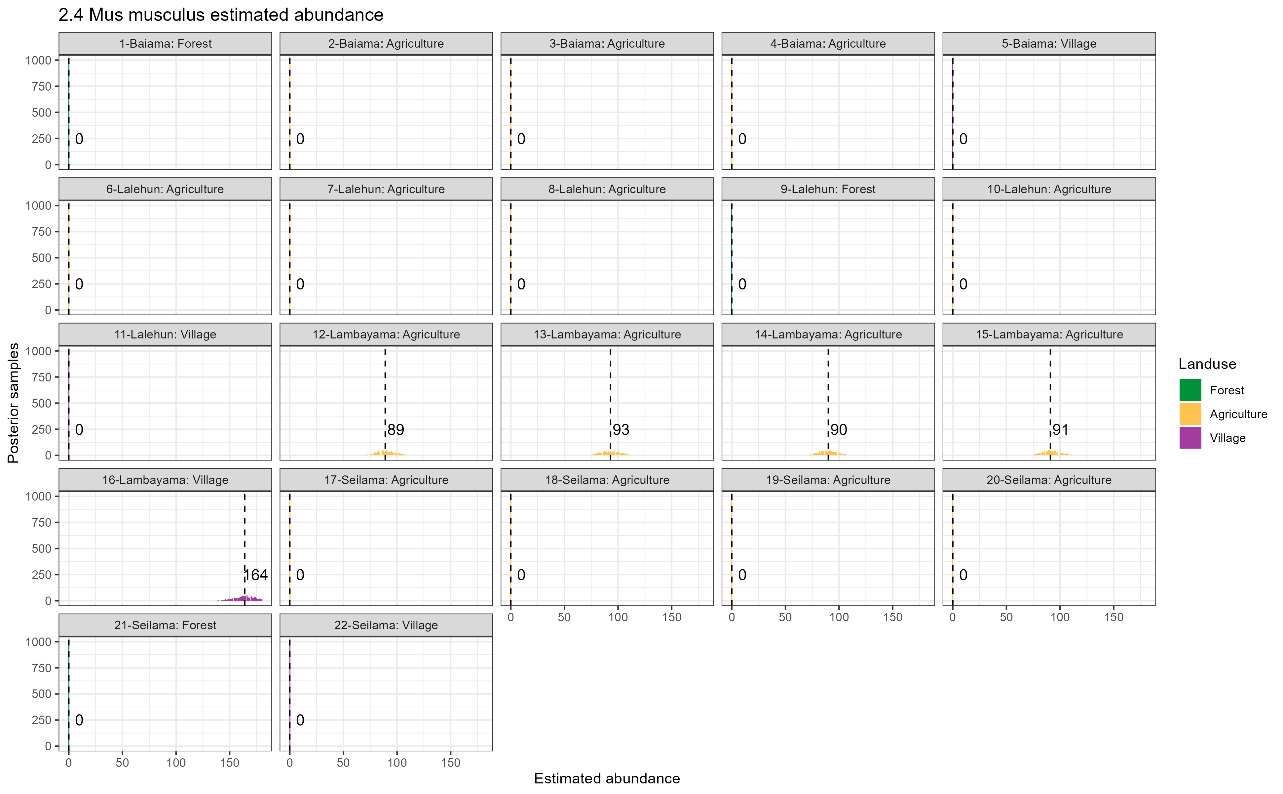 2.4 Mus musculus estimated abundance
1-Baiama: Forest
2-Baiama: Agriculture
3-Baiama: Agriculture
4-Baiama: Agriculture
5-Baiama: Village
1000
750
500
250
0
0
0
0
0
0
6-Lalehun: Agriculture
7-Lalehun: Agriculture
8-Lalehun: Agriculture
9-Lalehun: Forest
10-Lalehun: Agriculture
1000
750
500
250
0
0
0
0
0
0
11-Lalehun: Village
12-Lambayama: Agriculture
13-Lambayama: Agriculture
14-Lambayama: Agriculture
15-Lambayama: Agriculture
1000
750
500
250
0
0
89
93
90
91
16-Lambayama: Village
17-Seilama: Agriculture
18-Seilama: Agriculture
19-Seilama: Agriculture
20-Seilama: Agriculture
1000
750
500
250
0
164
0
0
0
0
0 50 100 150
0 50 100 150
0 50 100 150
21-Seilama: Forest
22-Seilama: Village
1000
750
500
250
0
0
0
0 50 100 150
0 50 100 150
Estimated abundance
Posterior samples
Landuse
Forest
Agriculture
Village